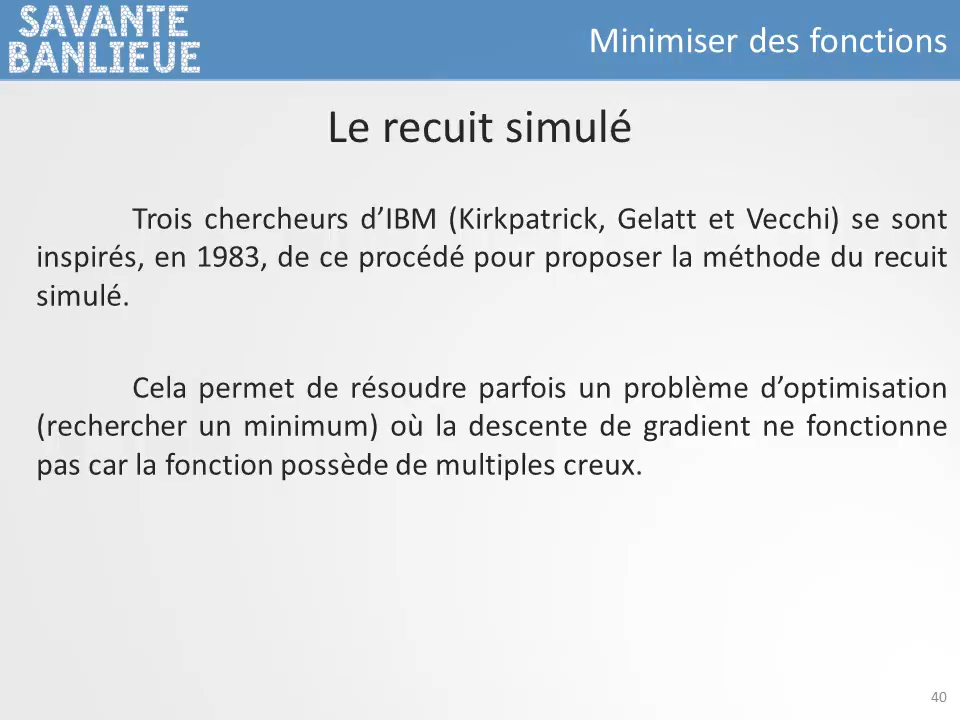 SAVANTE
BANLIEUE
Minimiser des fonctions
Le recuit simulé
Trois chercheurs d’IBM (Kirkpatrick, Gelatt et Vecchi) se sont
inspirés, en 1983, de ce procédé pour proposer la méthode du recuit
simulé.
Cela permet de résoudre parfois un problème d’optimisation
(rechercher un minimum) où la descente de gradient ne fonctionne
pas car la fonction possède de multiples creux.
40